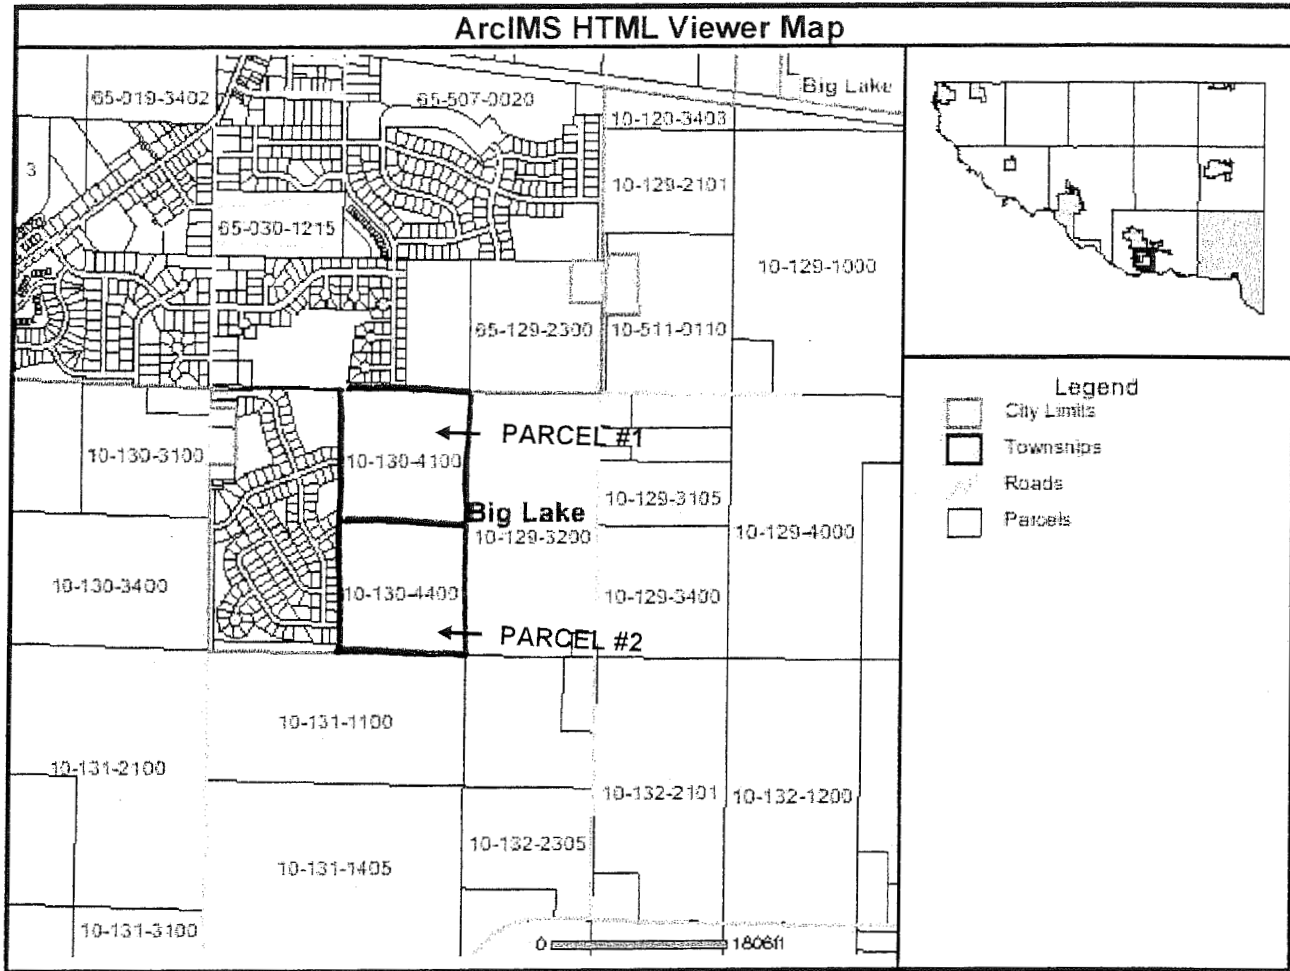 ArcIMS HTML Viewer Map
Big Lake
65-019-3402
65-507-0020
10-120-3403
3
10-129-2101
65-030-1215
10-129-1000
65-129-2300
10-511-0110
Legend
City Limits
Townships
Roads
Parcels
PARCEL #1
10-130-3100
10-130-4100
10-129-3105
Big Lake
10-129-3200
10-129-4000
10-130-3400
10-130-4400
10-129-3400
PARCEL #2
10-131-1100
10-131-2100
10-132-2101
10-132-1200
10-132-2305
10-131-1405
10-131-3100
0
1806ft